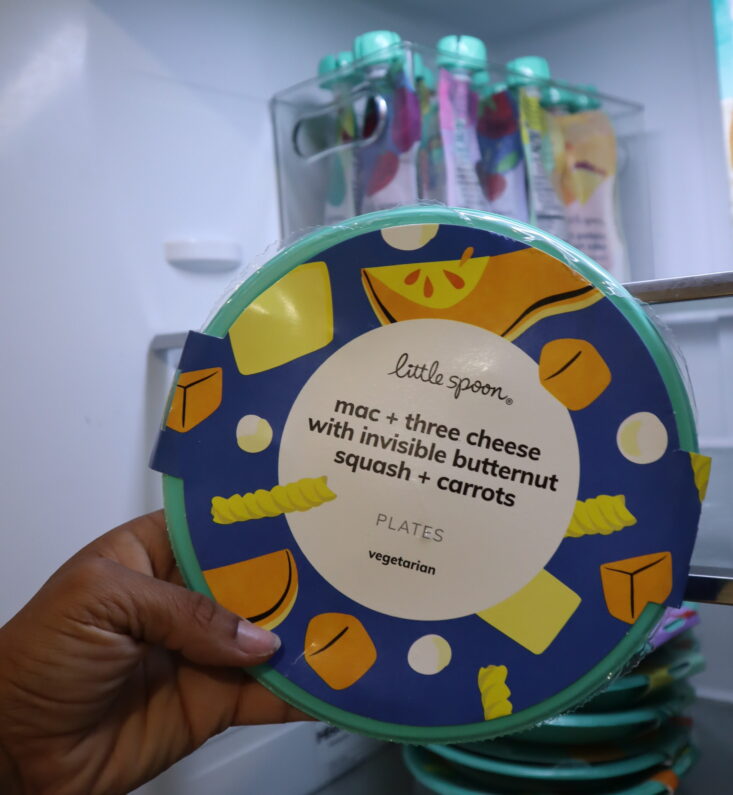 little spoon®
mac + three cheese
with invisible butternut
squash + carrots
PLATES
vegetarian